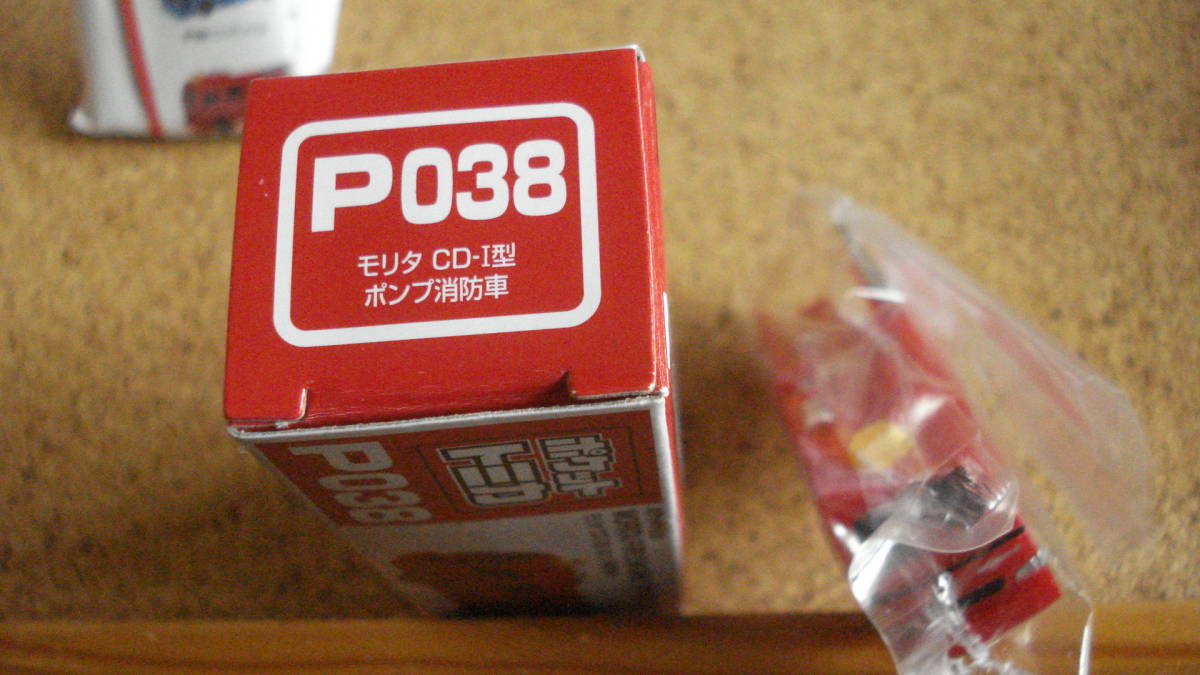 P038
モリタ CD-I型
ポンプ消防車
P038
ポケット
トミカ